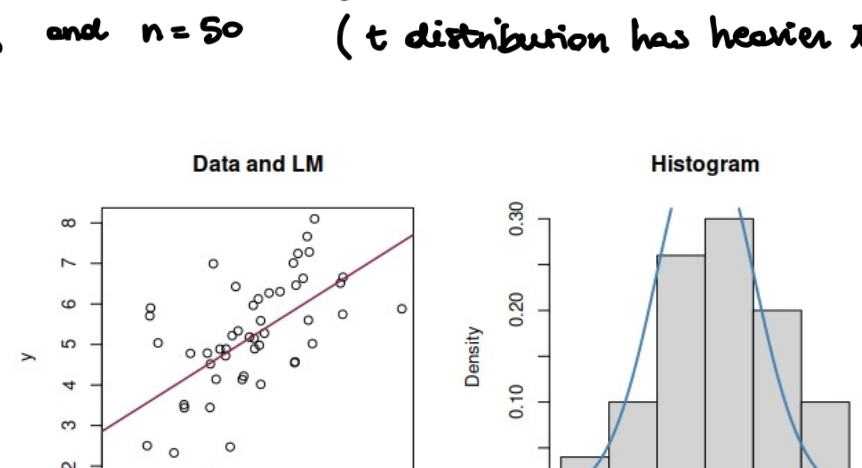 and n = 50 (t distribution has heavier
Data and LM
Histogram
8
7
6
5
4
3
2
y
0.30
0.20
0.10
Density